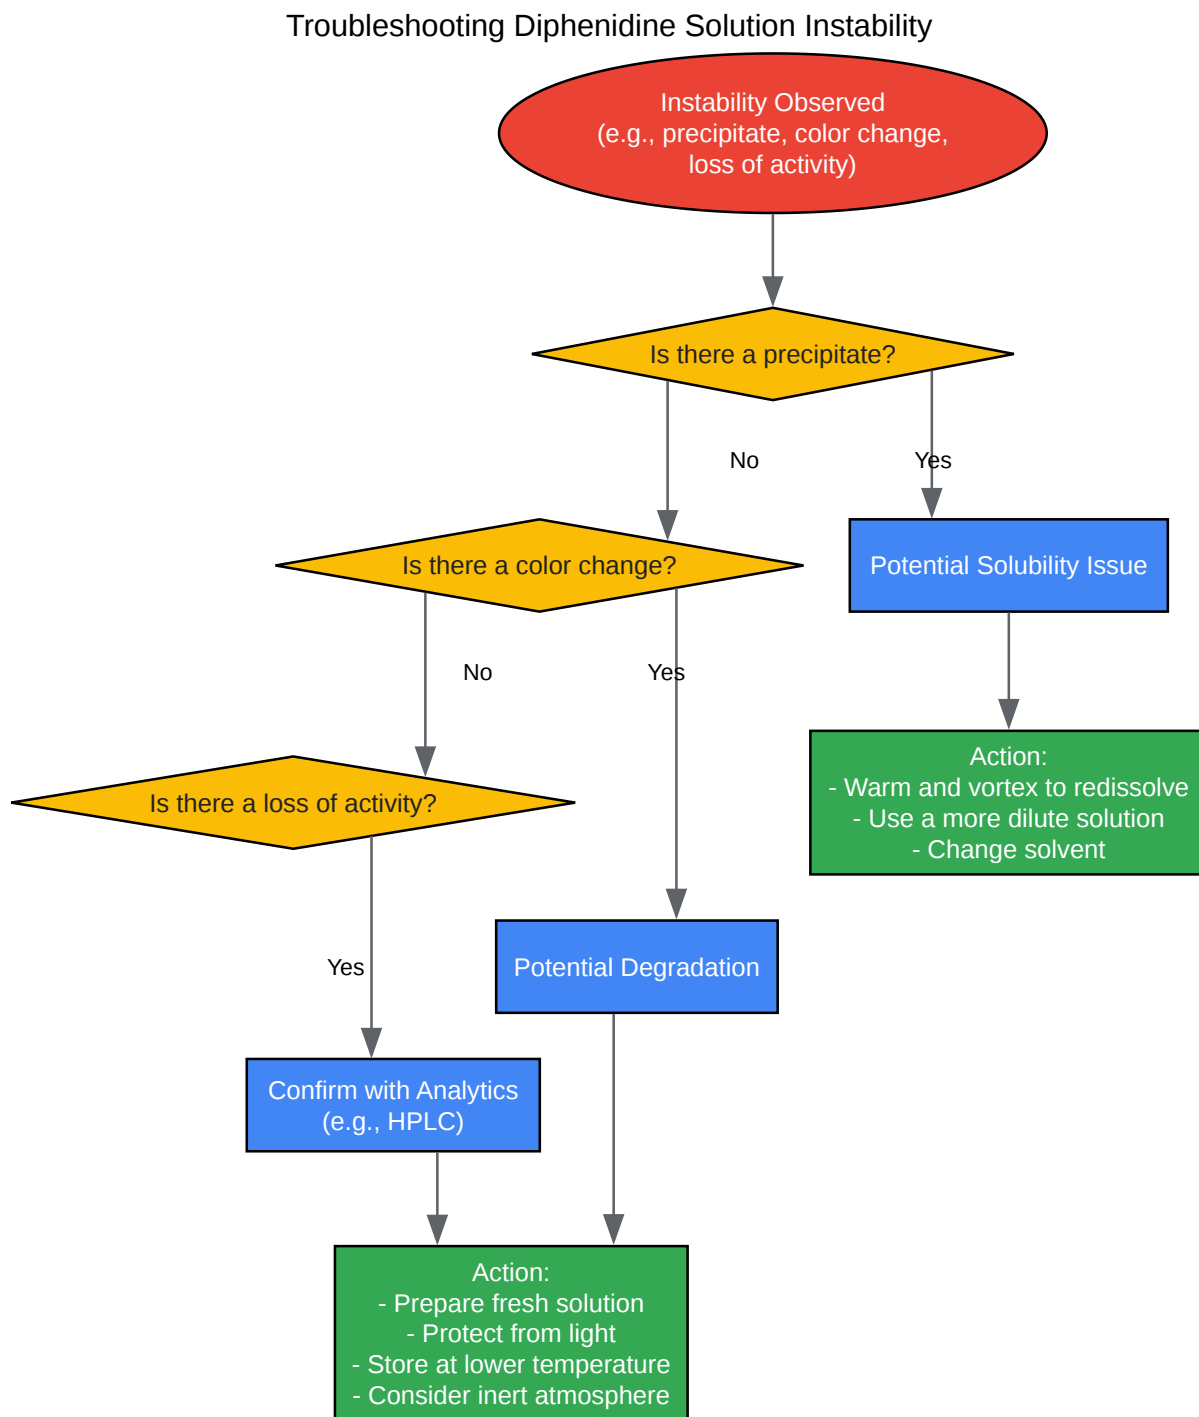 Troubleshooting Diphenidine Solution Instability
Instability Observed
(e.g., precipitate, color change,
loss of activity)
Is there a precipitate?
No
Yes
Is there a color change?
Potential Solubility Issue
No
Yes
Action:
- Warm and vortex to redissolve
- Use a more dilute solution
- Change solvent
Is there a loss of activity?
Yes
Potential Degradation
Confirm with Analytics
(e.g., HPLC)
Action:
- Prepare fresh solution
- Protect from light
- Store at lower temperature
- Consider inert atmosphere